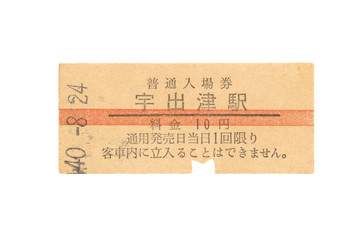 40-8-24
普通入場券
宇出津駅
料金 10円
通用発売日当日1回限り
客車内に立入ることはできません。